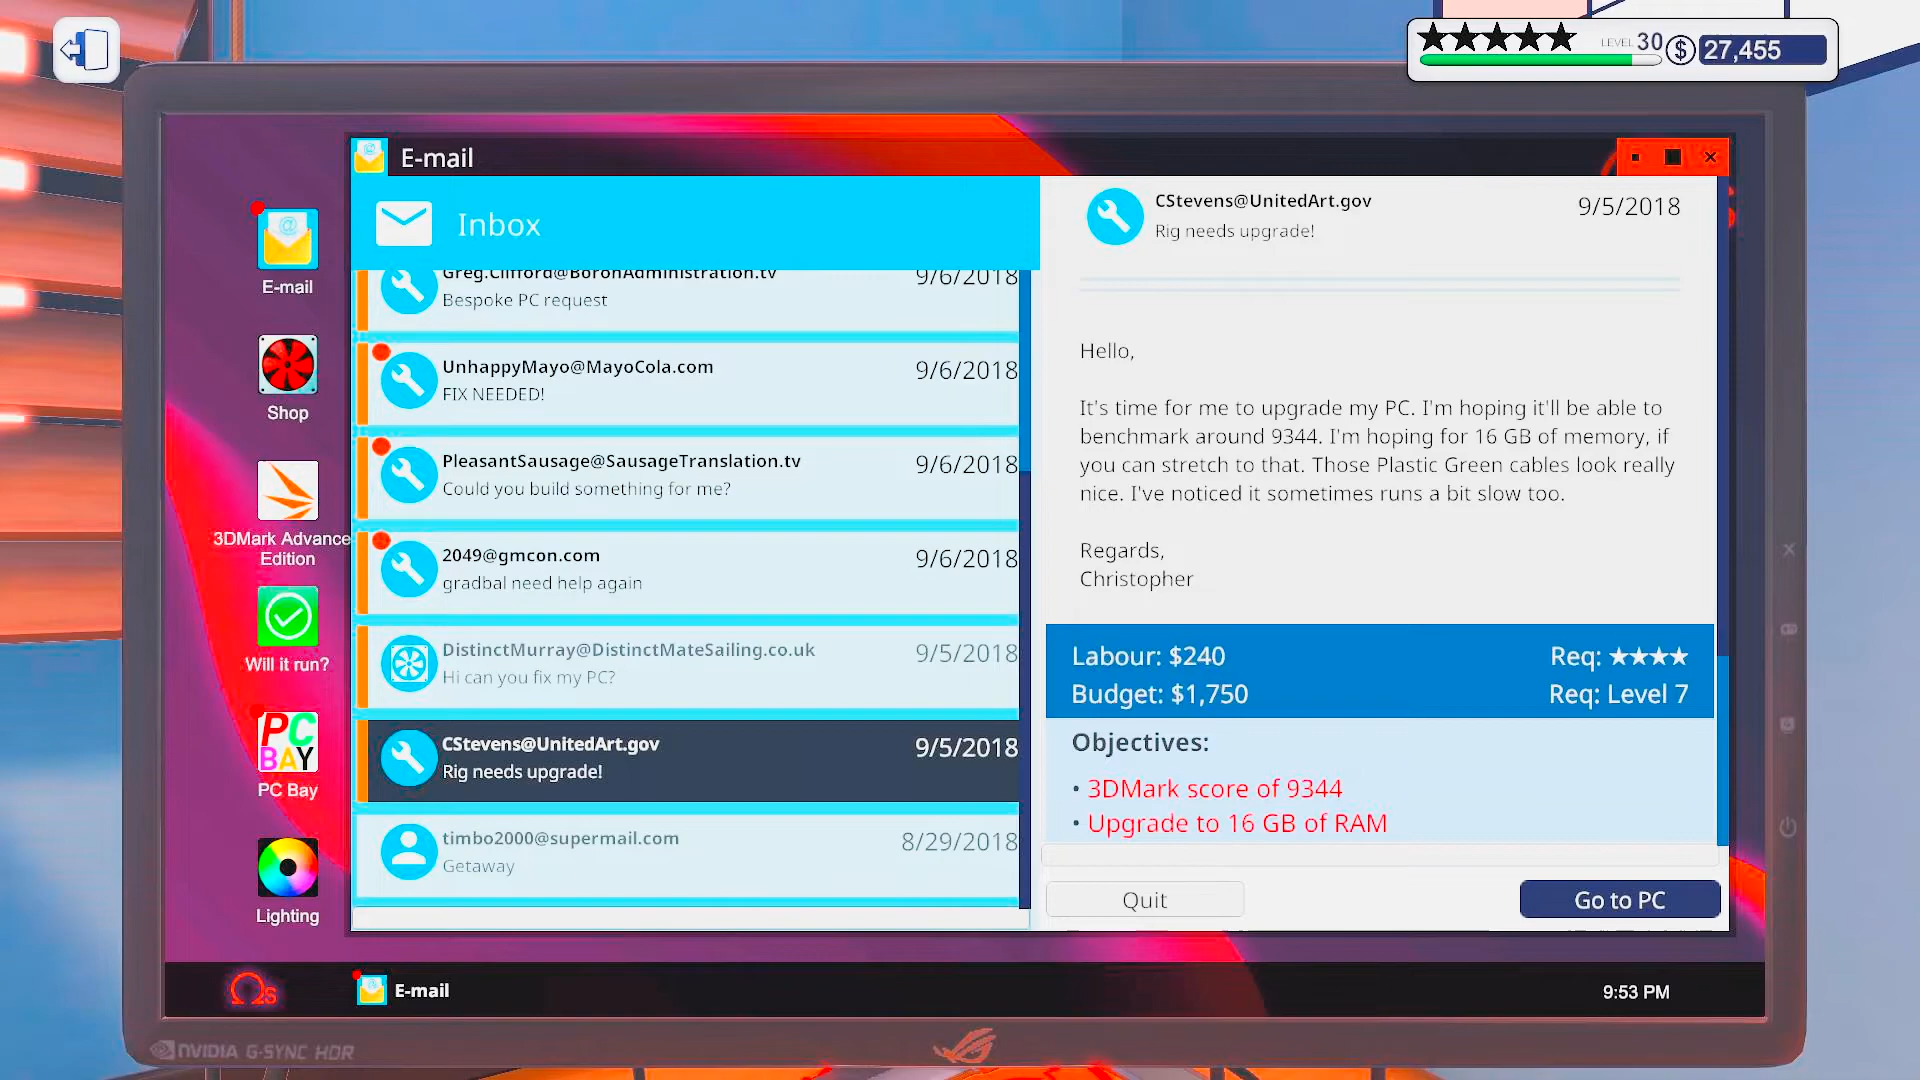 LEVEL 30
27,455
E-mail
Inbox
Greg.Clifford@BoronAdministration.tv
9/6/2018
Bespoke PC request
UnhappyMayo@MayoCola.com
9/6/2018
FIX NEEDED!
PleasantSausage@SausageTranslation.tv
9/6/2018
Could you build something for me?
2049@gmcon.com
9/6/2018
gradbal need help again
DistinctMurray@DistinctMateSailing.co.uk
9/5/2018
Hi can you fix my PC?
CStevens@UnitedArt.gov
9/5/2018
Rig needs upgrade!
timbo2000@supermail.com
8/29/2018
Getaway
CStevens@UnitedArt.gov
9/5/2018
Rig needs upgrade!
Hello,
It's time for me to upgrade my PC. I'm hoping it'll be able to
benchmark around 9344. I'm hoping for 16 GB of memory, if
you can stretch to that. Those Plastic Green cables look really
nice. I've noticed it sometimes runs a bit slow too.
Regards,
Christopher
Labour: $240
Req: ★★★★
Budget: $1,750
Req: Level 7
Objectives:
• 3DMark score of 9344
• Upgrade to 16 GB of RAM
Quit
Go to PC
E-mail
Shop
3DMark Advance
Edition
Will it run?
PC
BAY
PC Bay
Lighting
Ωs
E-mail
9:53 PM
NVIDIA G-SYNC HDR